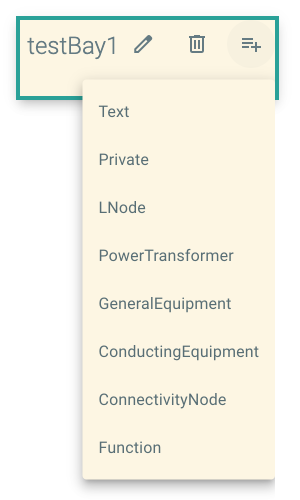 testBay1
Text
Private
LNode
PowerTransformer
GeneralEquipment
ConductingEquipment
ConnectivityNode
Function